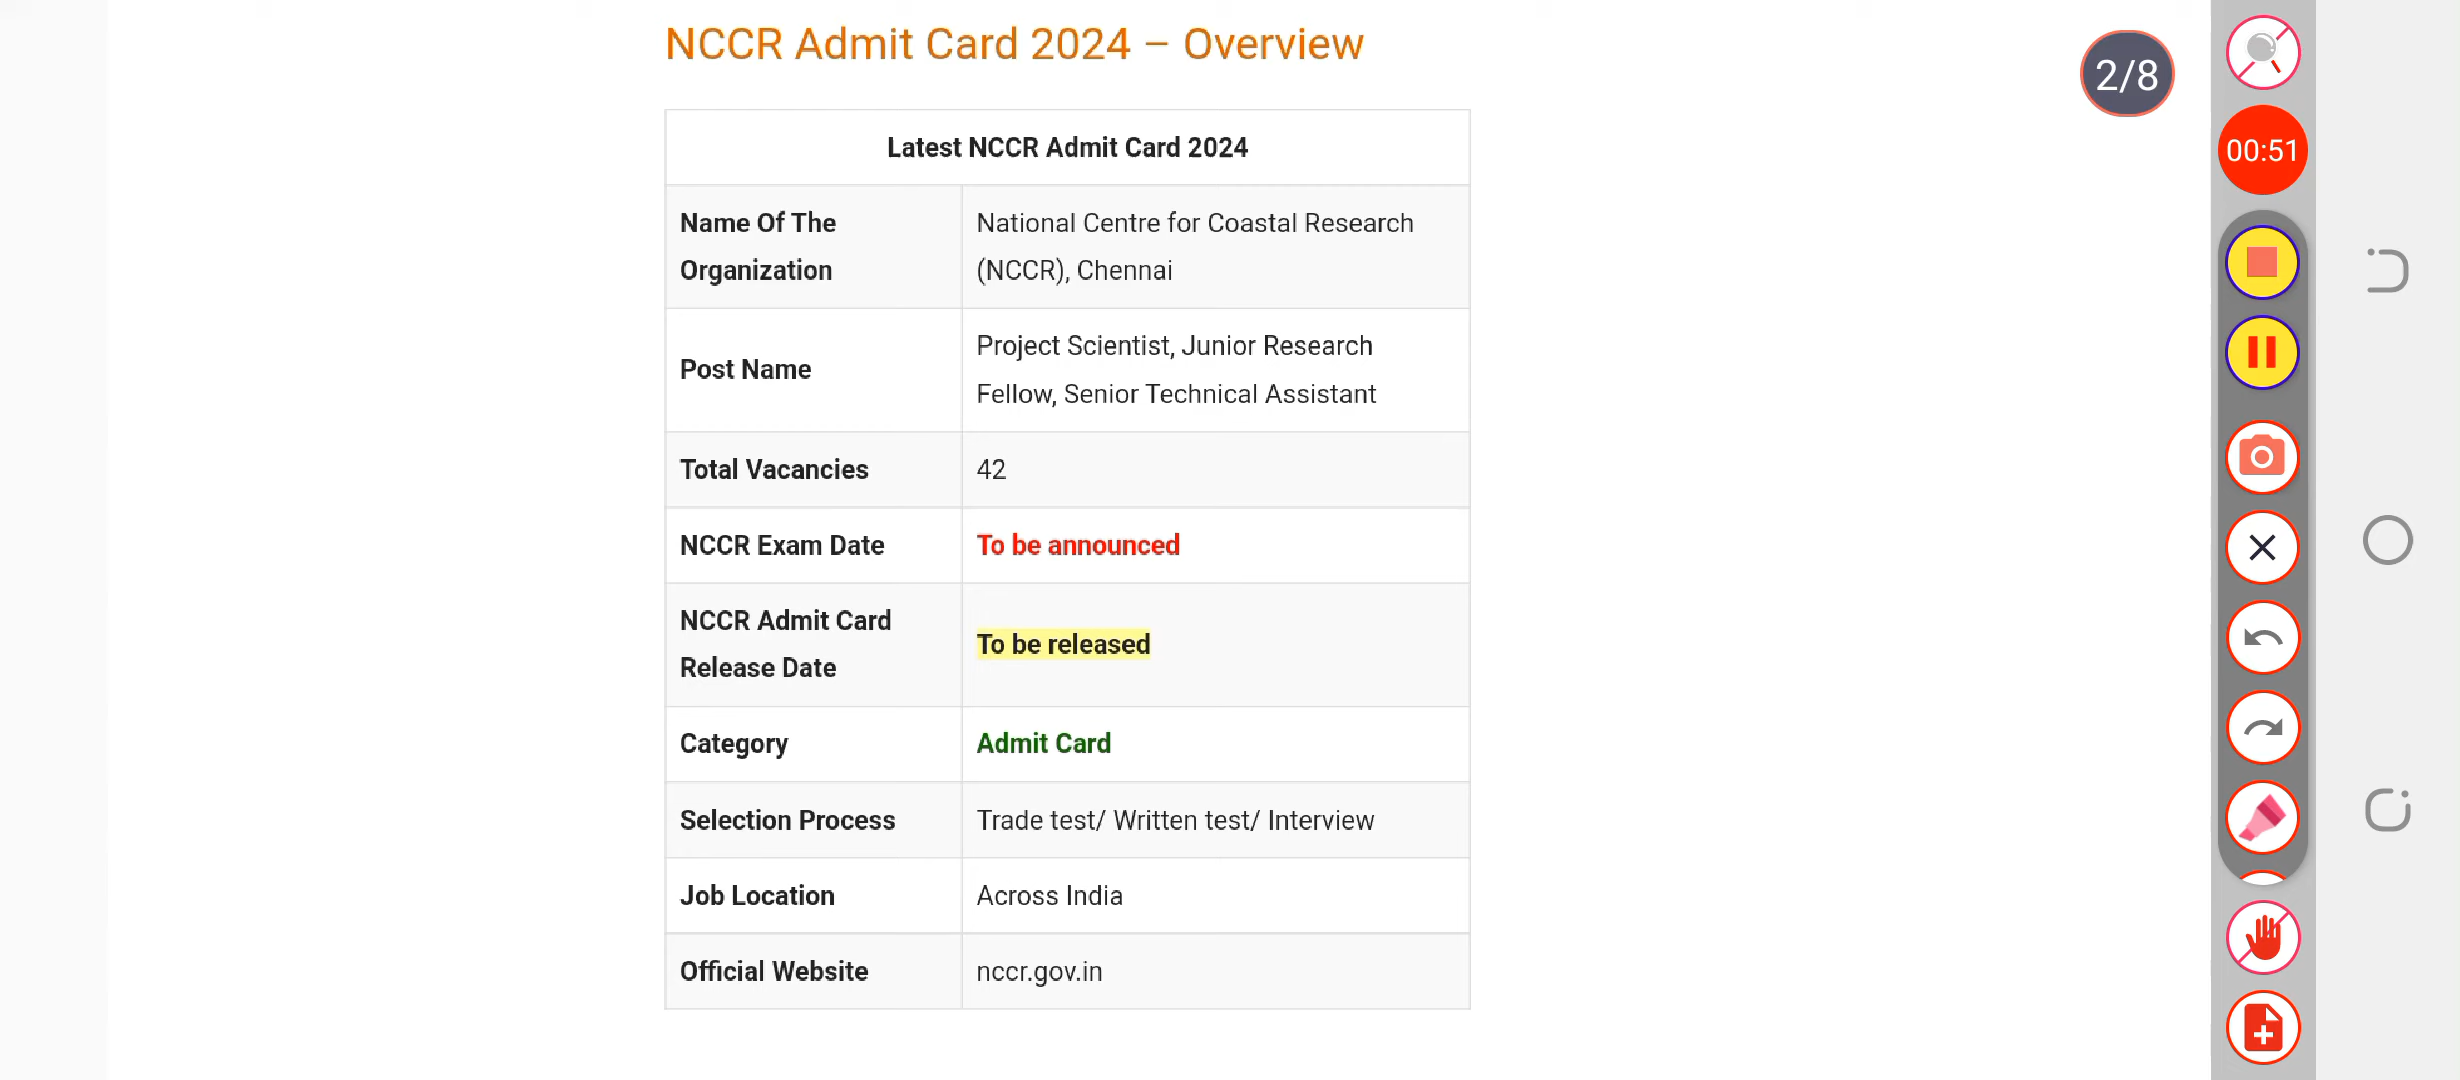 NCCR Admit Card 2024 – Overview
2/8
00:51
Latest NCCR Admit Card 2024
Name Of The
Organization
National Centre for Coastal Research
(NCCR), Chennai
Post Name
Project Scientist, Junior Research
Fellow, Senior Technical Assistant
Total Vacancies
42
NCCR Exam Date
To be announced
NCCR Admit Card
Release Date
To be released
Category
Admit Card
Selection Process
Trade test/ Written test/ Interview
Job Location
Across India
Official Website
nccr.gov.in